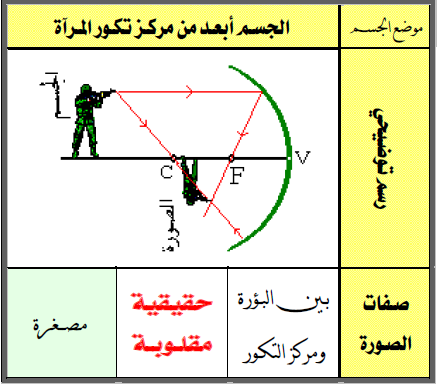 موضع الجسم
الجسم أبعد من مركز تكور المرآة
رسم توضيحي
الجسم
C
F
V
الصورة
صفات الصورة
بين البؤرة ومركز التكور
حقيقية مقلوبة
مصغرة